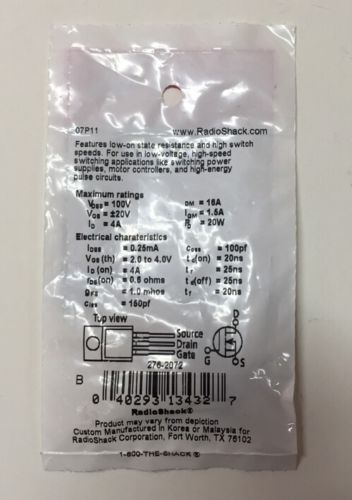 07P11 www.RadioShack.com
Features low-on state resistance and high switch
speeds. For use in low-voltage, high-speed
switching applications like switching power
supplies, motor controllers, and high-energy
pulse circuits.
Maximum ratings
VDSS = 100V DM = 16A
VGS = ±20V IGM = 1.5A
ID = 4A PD = 20W
Electrical charateristics Coss = 100pf
IDSS = 0.25mA td(on) = 20ns
VGS (th) = 2.0 to 4.0V tr = 25ns
ID (on) = 4A td(off) = 25ns
rDS(on) = 0.6 ohms tf = 20ns
gFS = 1.0 mhos
Ciss = 150pf
Top view
Source
Drain
Gate
D
G
S
276-2072
B
0 40293 13432 7
RadioShack®
Product may vary from depiction
Custom Manufactured in Korea or Malaysia for
RadioShack Corporation, Fort Worth, TX 76102
1-800-THE-SHACK®